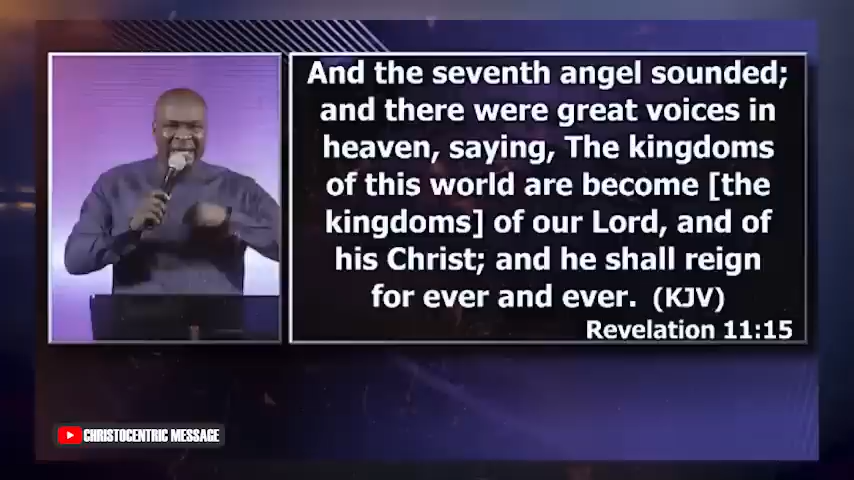 And the seventh angel sounded;
and there were great voices in
heaven, saying, The kingdoms
of this world are become [the
kingdoms] of our Lord, and of
his Christ; and he shall reign
for ever and ever. (KJV)
Revelation 11:15
CHRISTOCENTRIC MESSAGE